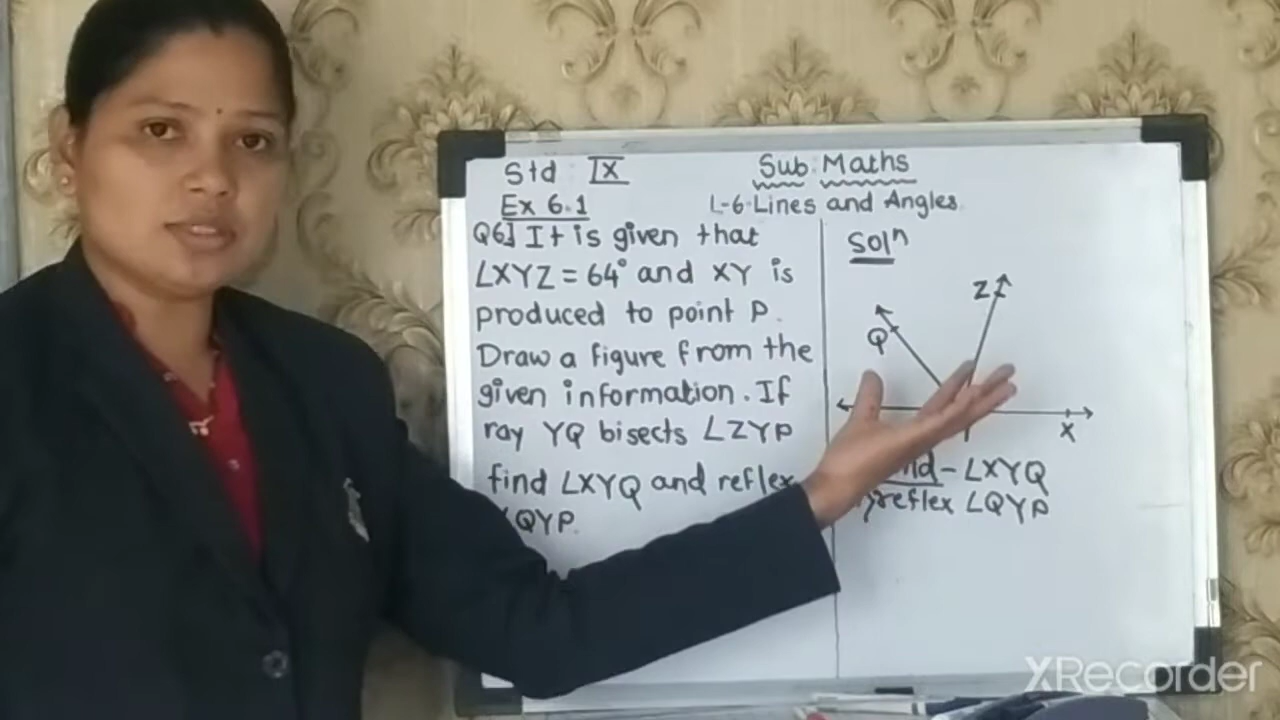 Std IX
Sub: Maths
Ex 6.1
L-6 Lines and Angles
Q6] It is given that
∠XYZ = 64° and XY is
produced to point P.
Draw a figure from the
given information. If
ray YQ bisects ∠ZYP
find ∠XYQ and reflex
∠QYP.
Solⁿ
Z
Q
X
- ∠XYQ
reflex ∠QYP
XRecorder